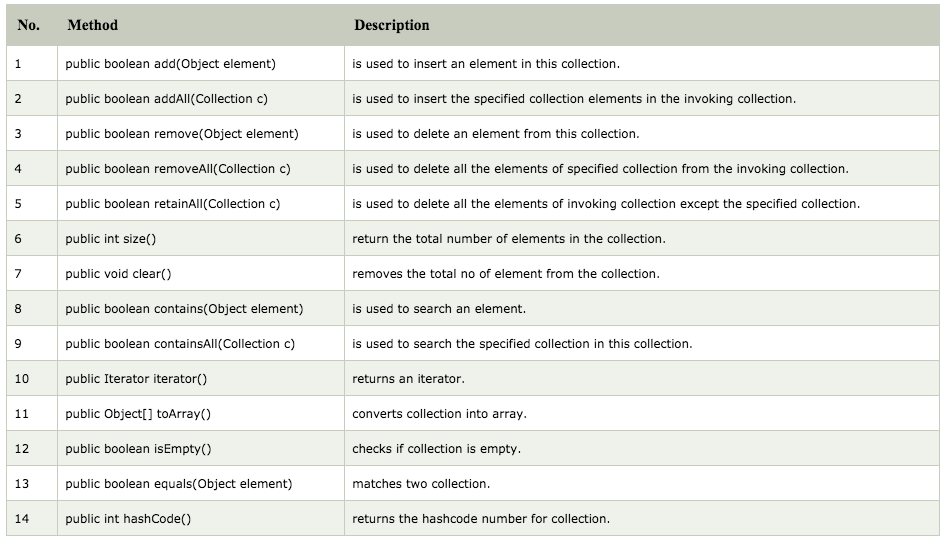 No. Method Description
1 public boolean add(Object element) is used to insert an element in this collection.
2 public boolean addAll(Collection c) is used to insert the specified collection elements in the invoking collection.
3 public boolean remove(Object element) is used to delete an element from this collection.
4 public boolean removeAll(Collection c) is used to delete all the elements of specified collection from the invoking collection.
5 public boolean retainAll(Collection c) is used to delete all the elements of invoking collection except the specified collection.
6 public int size() return the total number of elements in the collection.
7 public void clear() removes the total no of element from the collection.
8 public boolean contains(Object element) is used to search an element.
9 public boolean containsAll(Collection c) is used to search the specified collection in this collection.
10 public Iterator iterator() returns an iterator.
11 public Object[] toArray() converts collection into array.
12 public boolean isEmpty() checks if collection is empty.
13 public boolean equals(Object element) matches two collection.
14 public int hashCode() returns the hashcode number for collection.